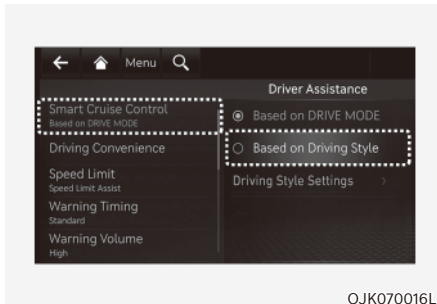 Menu
Driver Assistance
Smart Cruise Control
Based on DRIVE MODE
Driving Convenience
Speed Limit
Speed Limit Assist
Warning Timing
Standard
Warning Volume
High
Based on DRIVE MODE
Based on Driving Style
Driving Style Settings
OJK070016L